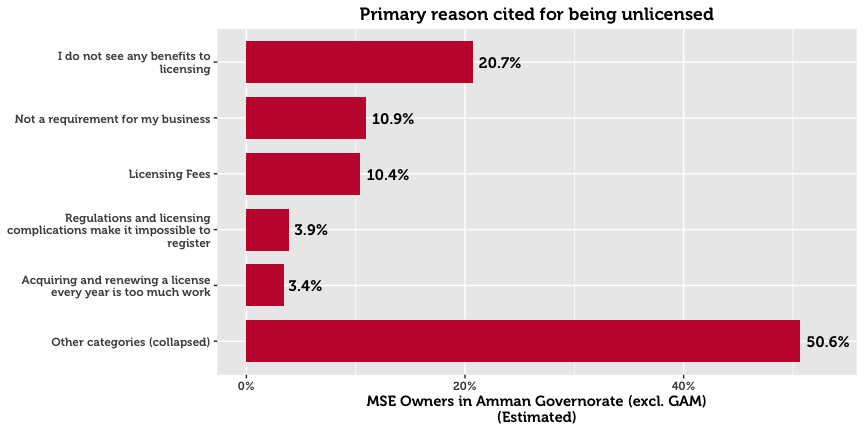 Primary reason cited for being unlicensed
I do not see any benefits to
licensing
20.7%
Not a requirement for my business
10.9%
Licensing Fees
10.4%
Regulations and licensing
complications make it impossible to
register
3.9%
Acquiring and renewing a license
every year is too much work
3.4%
Other categories (collapsed)
50.6%
0%
20%
40%
MSE Owners in Amman Governorate (excl. GAM)
(Estimated)